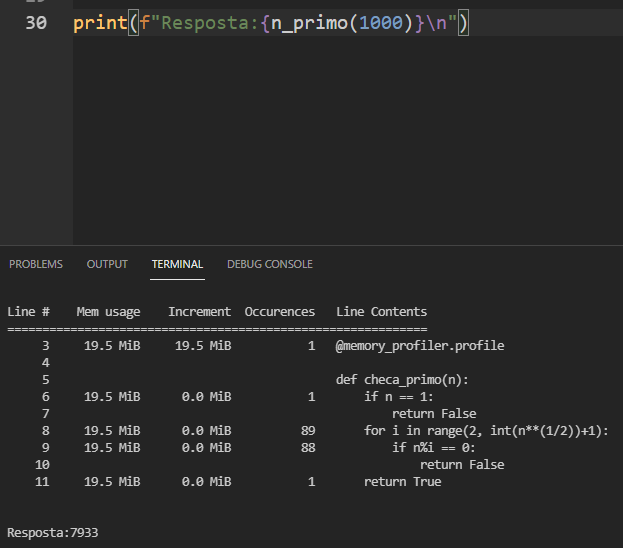 30 print(f"Resposta:{n_primo(1000)}\n")
PROBLEMS OUTPUT TERMINAL DEBUG CONSOLE
Line # Mem usage Increment Occurences Line Contents
============================================================
3 19.5 MiB 19.5 MiB 1 @memory_profiler.profile
4
5 def checa_primo(n):
6 19.5 MiB 0.0 MiB 1 if n == 1:
7 return False
8 19.5 MiB 0.0 MiB 89 for i in range(2, int(n**(1/2))+1):
9 19.5 MiB 0.0 MiB 88 if n%i == 0:
10 return False
11 19.5 MiB 0.0 MiB 1 return True
Resposta:7933